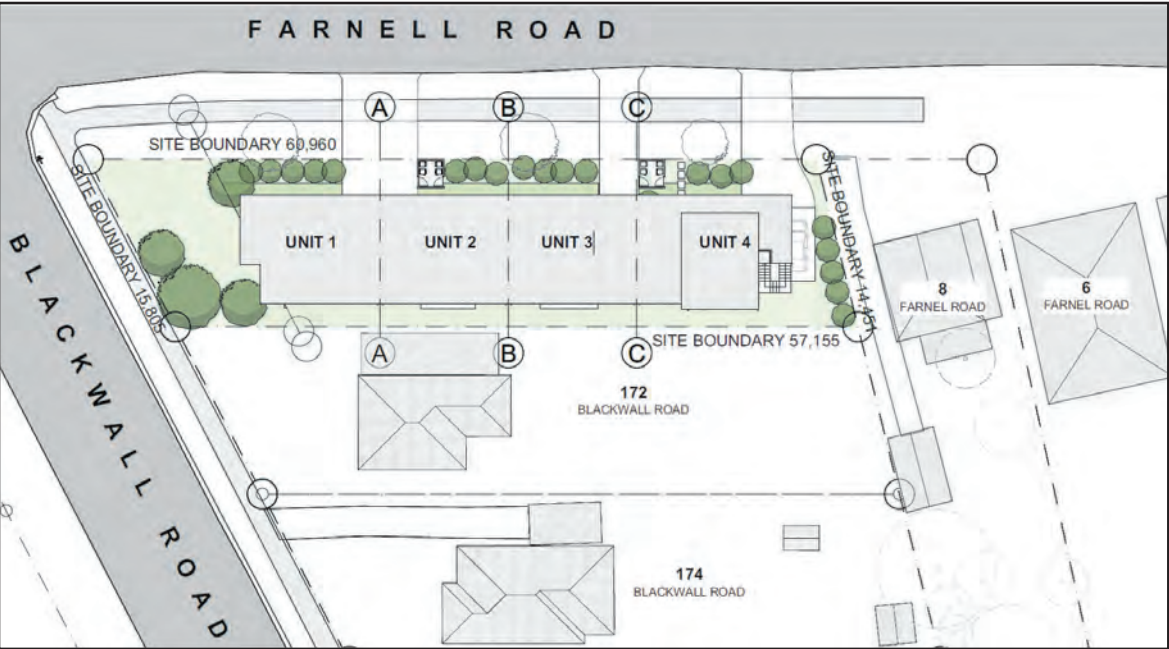 FARNELL ROAD
A
B
C
SITE BOUNDARY 60,960
SITE BOUNDARY 15,805
SITE BOUNDARY 14,451
UNIT 1
UNIT 2
UNIT 3
UNIT 4
8
FARNEL ROAD
6
FARNEL ROAD
BLACKWALL ROAD
A
B
C
SITE BOUNDARY 57,155
172
BLACKWALL ROAD
174
BLACKWALL ROAD